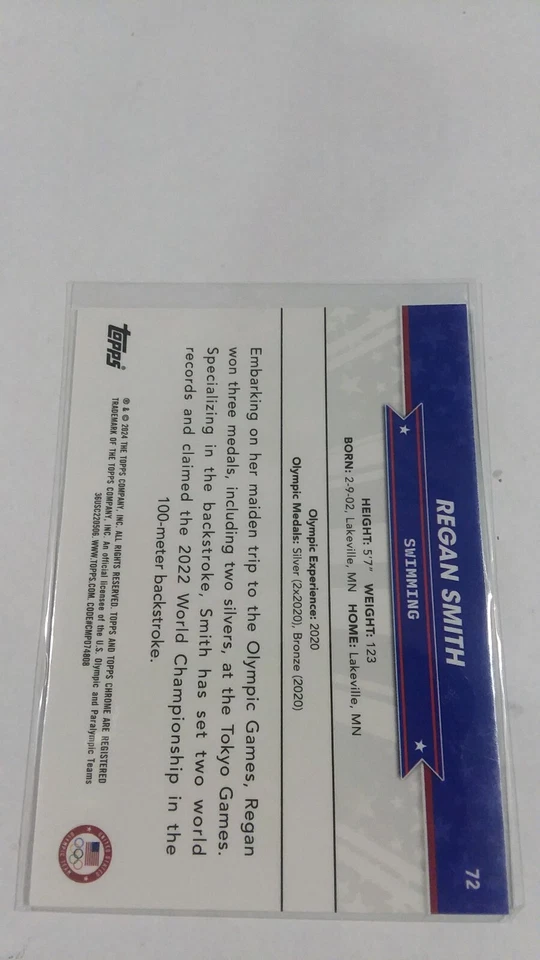 72
REGAN SMITH
SWIMMING
HEIGHT: 5'7" WEIGHT: 123
BORN: 2-9-02, Lakeville, MN HOME: Lakeville, MN
Olympic Experience: 2020
Olympic Medals: Silver (2x2020), Bronze (2020)
Embarking on her maiden trip to the Olympic Games, Regan
won three medals, including two silvers, at the Tokyo Games.
Specializing in the backstroke, Smith has set two world
records and claimed the 2022 World Championship in the
100-meter backstroke.
topps
® & © 2024 THE TOPPS COMPANY, INC. ALL RIGHTS RESERVED. TOPPS AND TOPPS CHROME ARE REGISTERED
TRADEMARK OF THE TOPPS COMPANY, INC. An official licensee of the U.S. Olympic and Paralympic Teams
36USC220506. WWW.TOPPS.COM. CODE#CMP074808